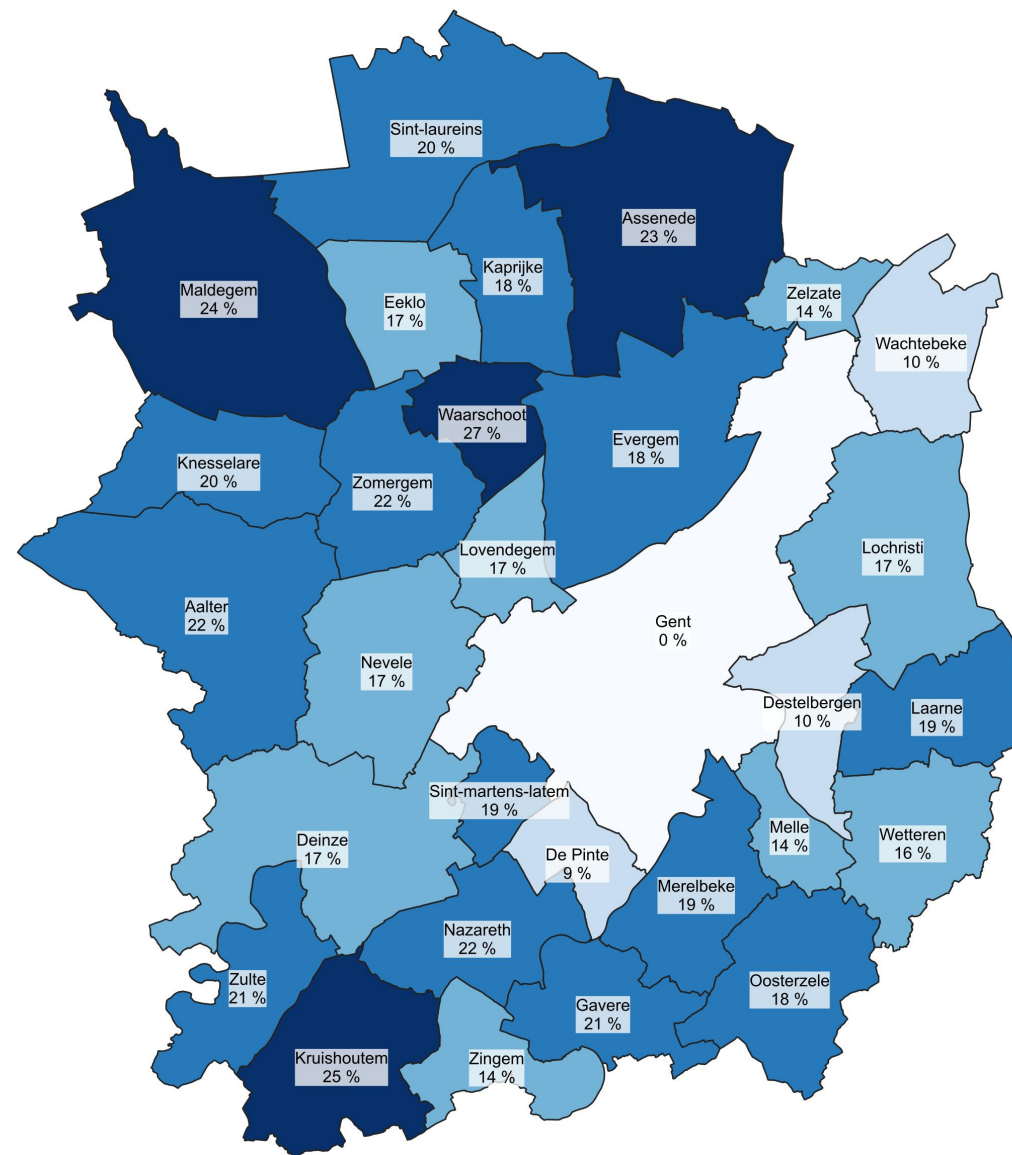 Sint-laureins
20 %
Assenede
23 %
Kaprijke
18 %
Maldegem
24 %
Eeklo
17 %
Zelzate
14 %
Wachtebeke
10 %
Waarschoot
27 %
Evergem
18 %
Knesselare
20 %
Zomergem
22 %
Lovendegem
17 %
Lochristi
17 %
Aalter
22 %
Gent
0 %
Nevele
17 %
Destelbergen
10 %
Laarne
19 %
Sint-martens-latem
19 %
Deinze
17 %
Melle
14 %
Wetteren
16 %
De Pinte
9 %
Merelbeke
19 %
Nazareth
22 %
Zulte
21 %
Oosterzele
18 %
Gavere
21 %
Kruishoutem
25 %
Zingem
14 %